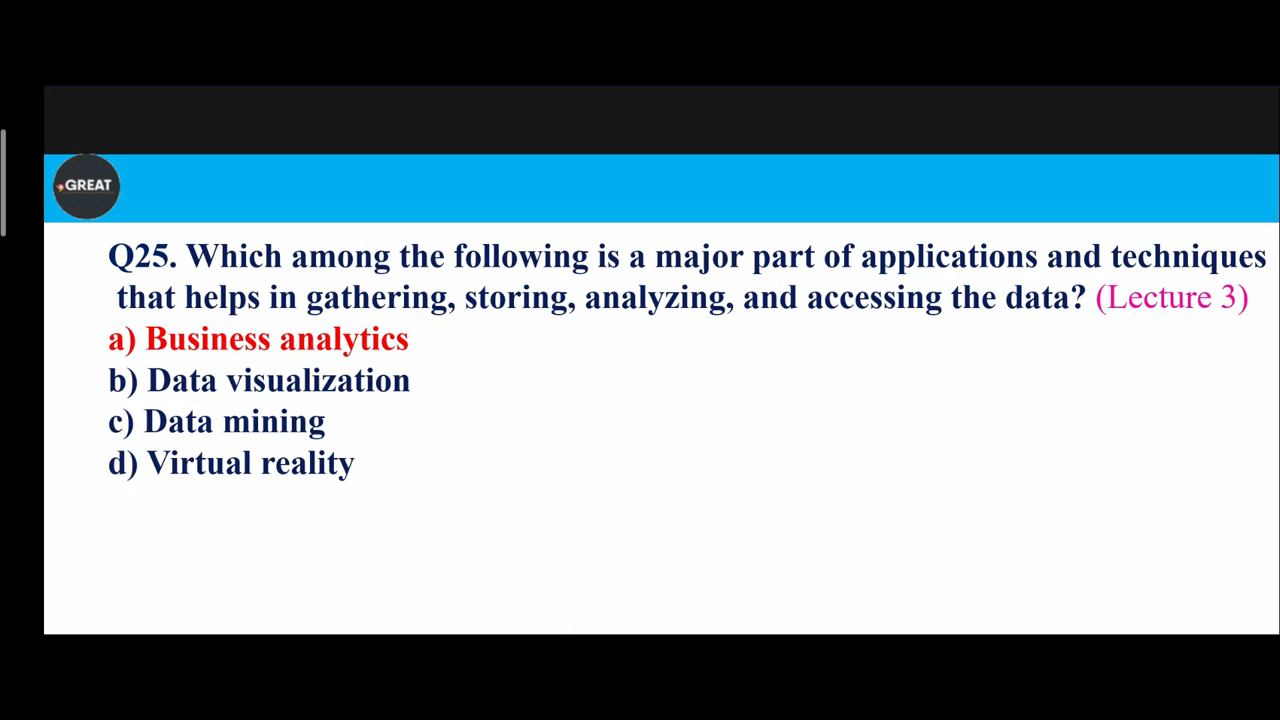 GREAT
Q25. Which among the following is a major part of applications and techniques
that helps in gathering, storing, analyzing, and accessing the data? (Lecture 3)
a) Business analytics
b) Data visualization
c) Data mining
d) Virtual reality